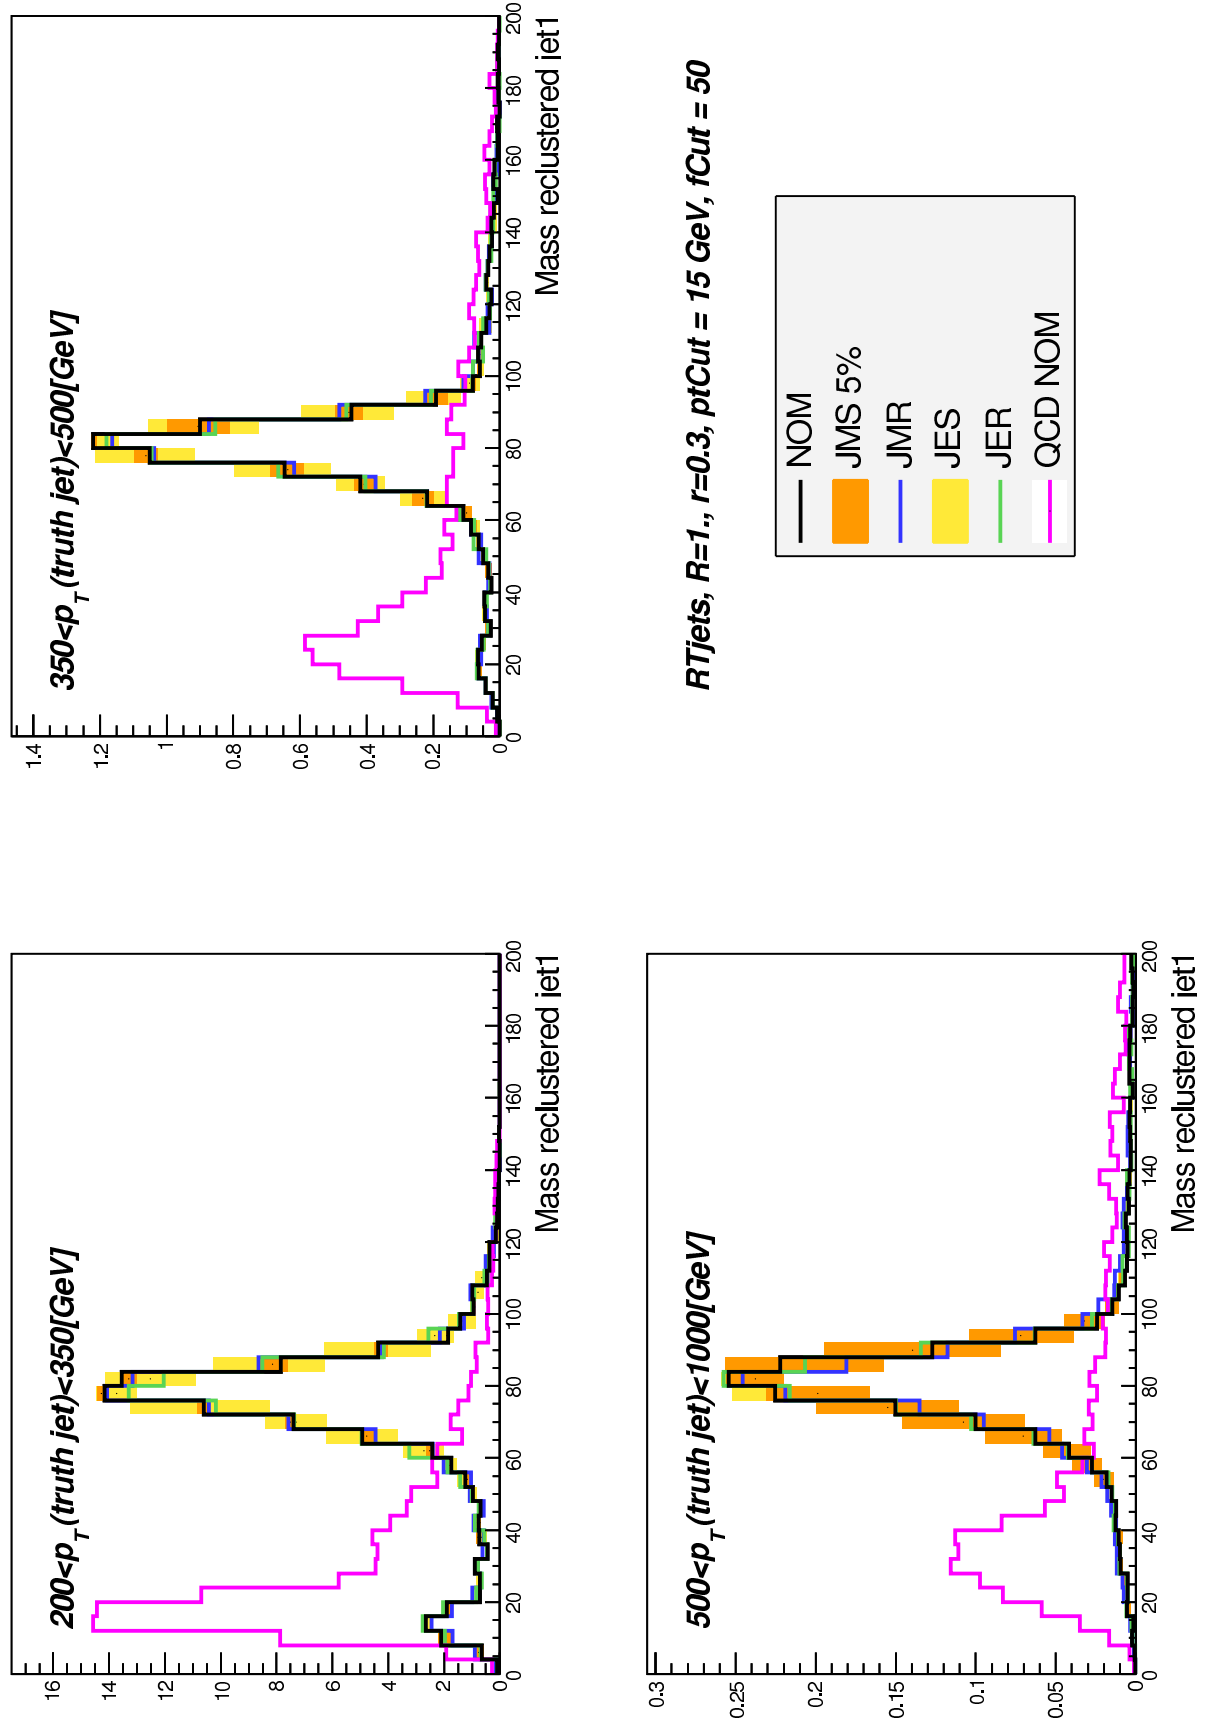 200<p_T(truth jet)<350[GeV]
16
14
12
10
8
6
4
2
0
0 20 40 60 80 100 120 140 160 180 200
Mass reclustered jet1
350<p_T(truth jet)<500[GeV]
1.4
1.2
1
0.8
0.6
0.4
0.2
0
0 20 40 60 80 100 120 140 160 180 200
Mass reclustered jet1
500<p_T(truth jet)<1000[GeV]
0.3
0.25
0.2
0.15
0.1
0.05
0
0 20 40 60 80 100 120 140 160 180 200
Mass reclustered jet1
RTjets, R=1., r=0.3, ptCut = 15 GeV, fCut = 50
NOM
JMS 5%
JMR
JES
JER
QCD NOM